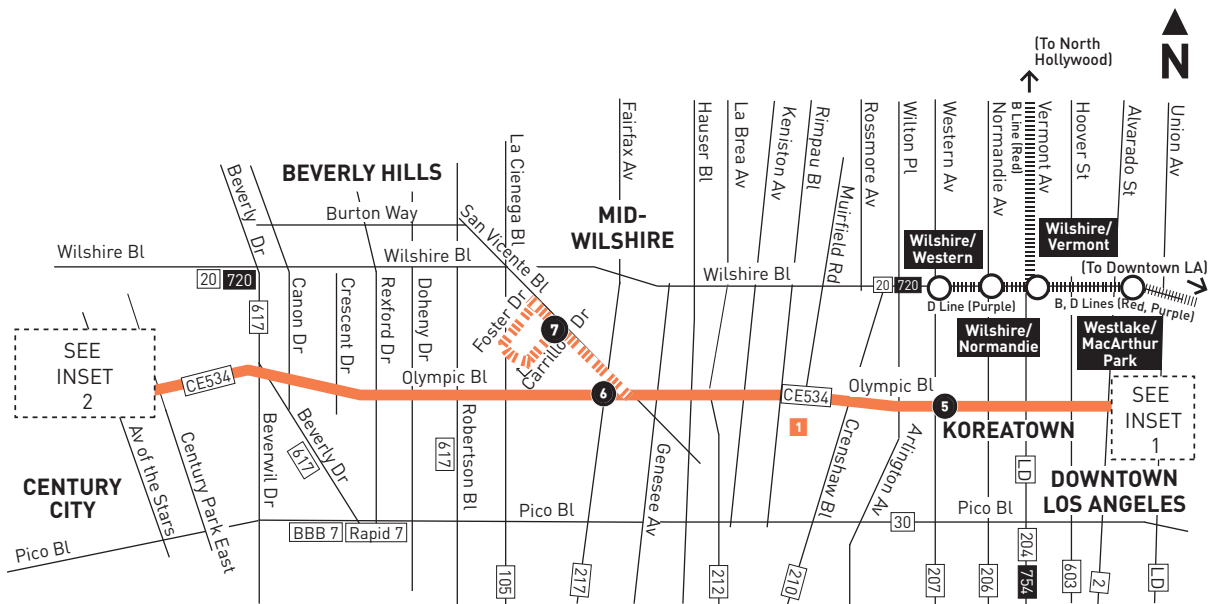 N
(To North
Hollywood)
Fairfax Av
Hauser Bl
La Brea Av
Keniston Av
Rimpau Bl
Muirfield Rd
Rossmore Av
Wilton Pl
Western Av
Normandie Av
B Line (Red)
Vermont Av
Hoover St
Alvarado St
Union Av
La Cienega Bl
BEVERLY HILLS
Beverly Dr
Burton Way
San Vicente Bl
MID-
WILSHIRE
Wilshire/
Western
Wilshire/
Vermont
Wilshire Bl
Wilshire Bl
Wilshire Bl
(To Downtown LA)
20
720
20
720
D Line (Purple)
B, D Lines (Red, Purple)
Wilshire/
Normandie
Westlake/
MacArthur
Park
617
Canon Dr
Crescent Dr
Rexford Dr
Doheny Dr
Foster Dr
7
Carrillo Dr
SEE
INSET
2
CE534
Olympic Bl
6
CE534
Olympic Bl
5
SEE
INSET
1
1
KOREATOWN
Av of the Stars
Century Park East
Beverwil Dr
617
Beverly Dr
617
Robertson Bl
Genesee Av
Crenshaw Bl
Arlington Av
LD
DOWNTOWN
LOS ANGELES
CENTURY
CITY
Pico Bl
BBB 7
Rapid 7
Pico Bl
30
Pico Bl
105
217
212
210
207
206
204
754
603
2
LD